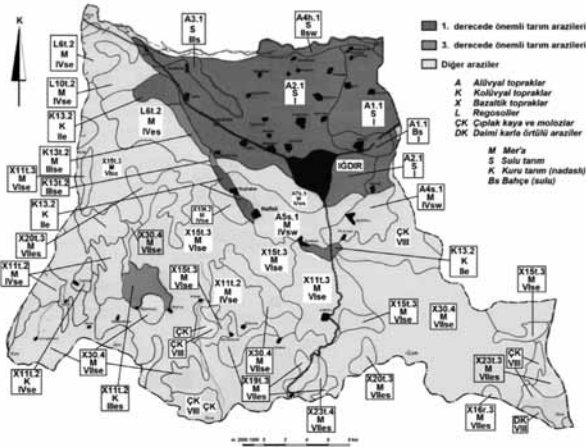 K
1. derecede önemli tarım arazileri
3. derecede önemli tarım arazileri
Diğer araziler
A Alüvyal topraklar
K Kolüvyal topraklar
X Bazaltik topraklar
L Regosoller
ÇK Çıplak kaya ve molozlar
DK Daimi karla örtülü araziler
M Mer'a
S Sulu tarım
K Kuru tarım (nadaslı)
Bs Bahçe (sulu)
A3.1
S
IIIs
A4h.1
S
IIsw
L6t.2
M
IVse
L10t.2
M
IVse
L6t.2
M
IVes
A2.1
S
I
A1.1
S
I
A1.1
Bs
I
K13.2
K
IIe
K13t.2
M
IIIse
X15t.3
M
VIse
IĞDIR
A2.1
S
I
X11t.3
M
VIse
K13t.2
IIIse
A4s.1
M
IVsw
K13.2
K
IIe
A5s.1
M
IVsw
ÇK
VIII
X20t.3
M
VIIes
X30.4
M
VIIse
X15t.3
M
VIse
X15t.3
M
VIse
K13.2
K
IIe
X11t.2
M
IVse
X15t.3
M
VIse
X11t.2
M
IVse
X11t.3
M
VIse
X15t.3
M
VIse
X15t.3
M
VIse
X30.4
M
VIIse
ÇK
ÇK
VIII
X30.4
M
VIIse
X23t.3
M
VIIes
ÇK
VIII
X11t.2
K
IVse
X30.4
M
VIIse
X11t.2
K
IIIes
X19t.3
M
VIIes
X20t.3
M
VIIes
ÇK
VIII
ÇK
X23t.4
M
VIIes
X16r.3
M
VIIes
DK
VIII